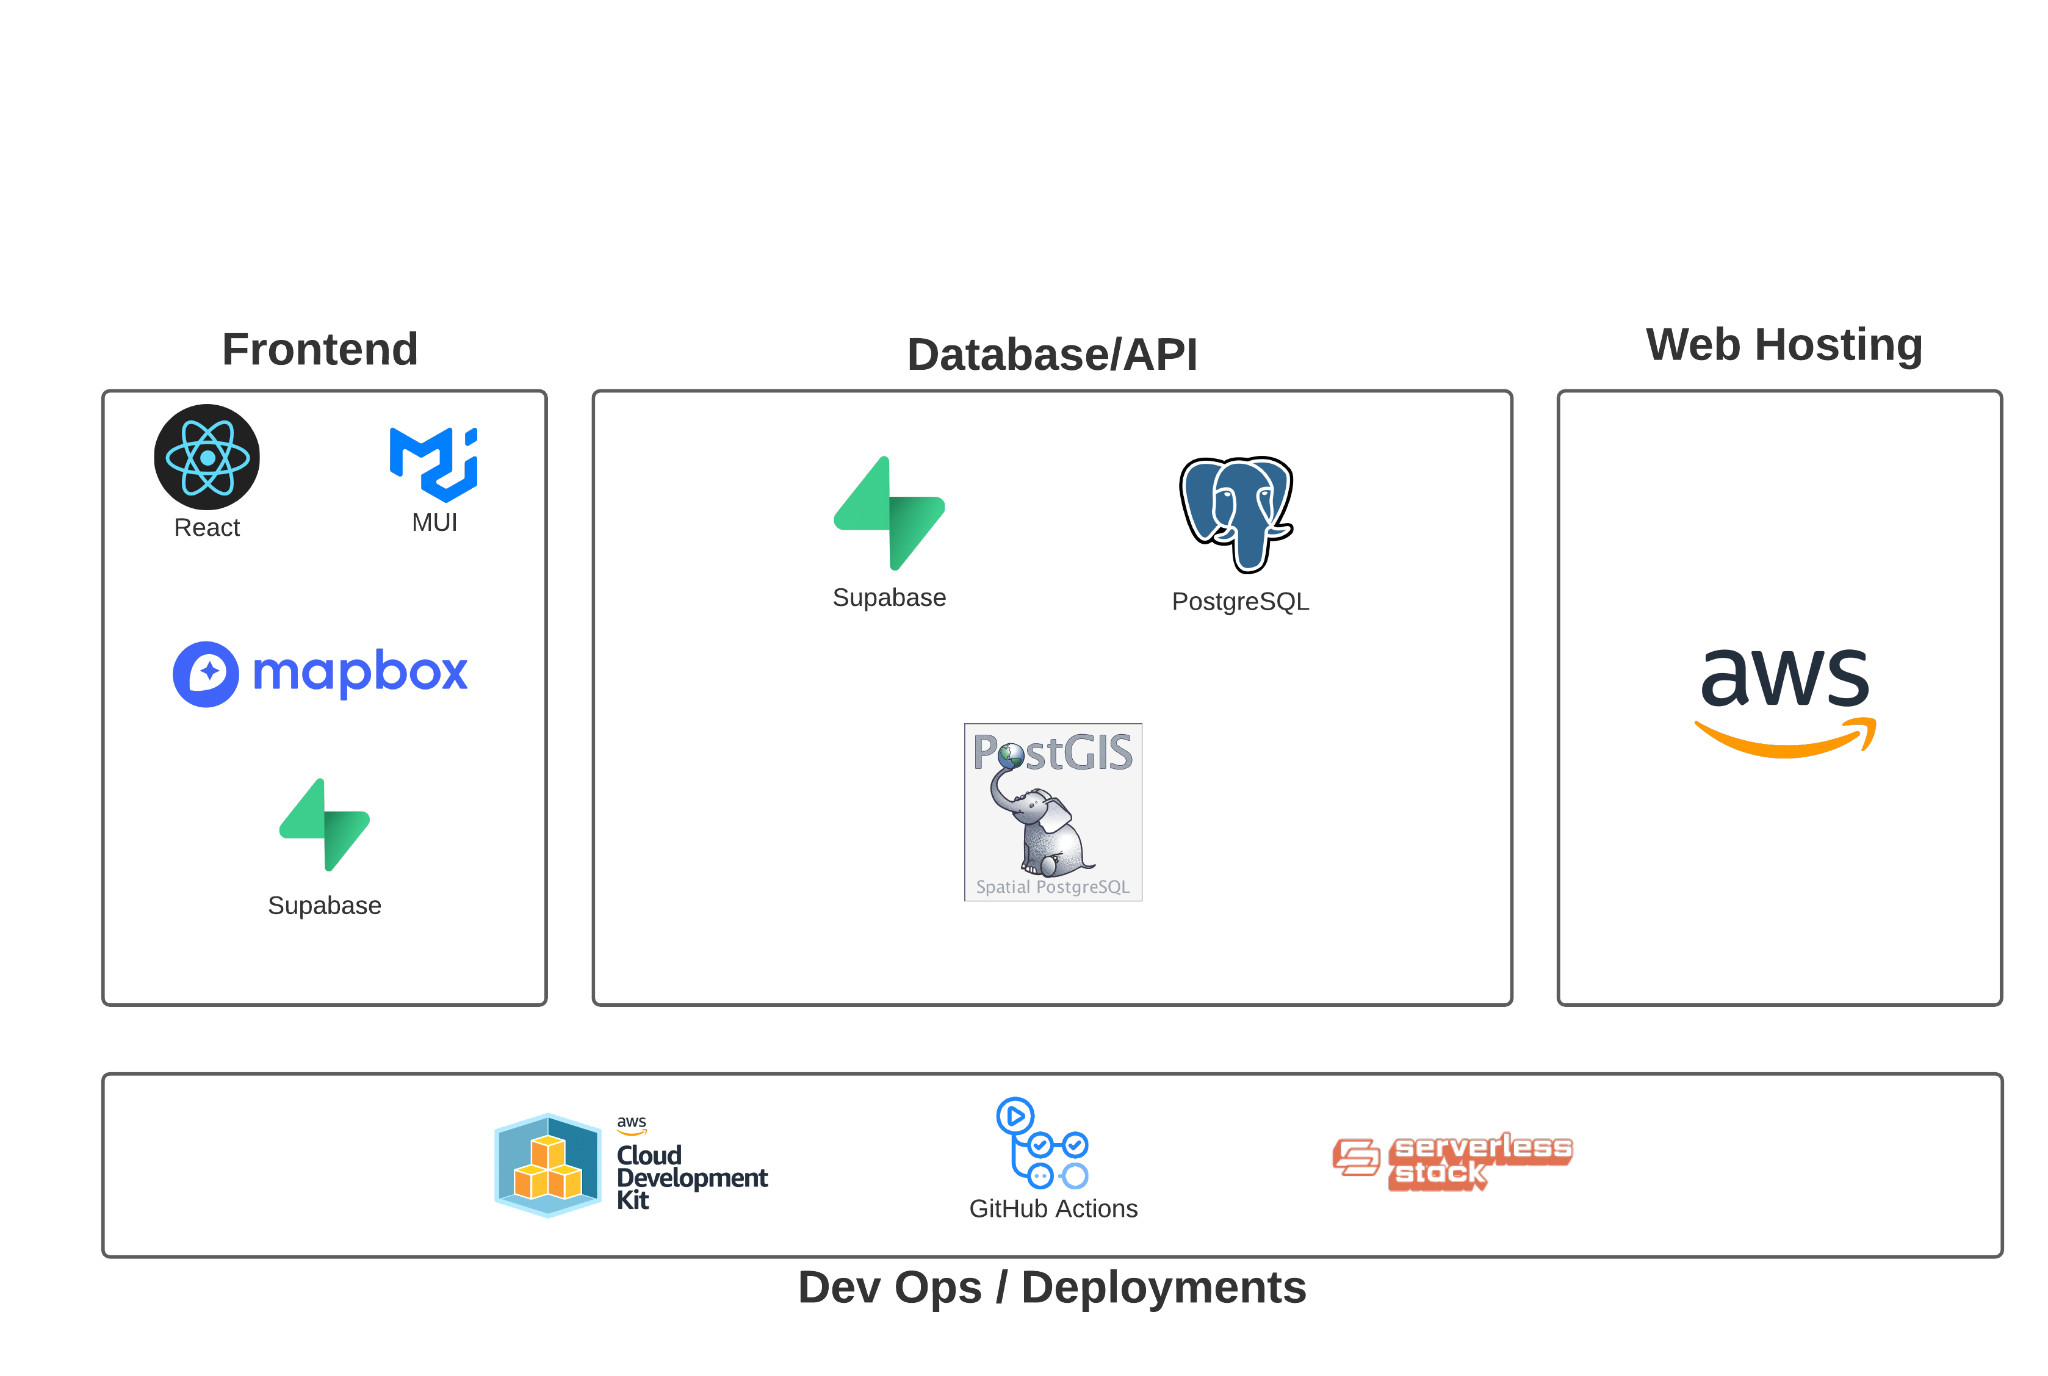 Frontend
Database/API
Web Hosting
React
MUI
mapbox
Supabase
Supabase
PostgreSQL
PostGIS
Spatial PostgreSQL
aws
aws
Cloud
Development
Kit
GitHub Actions
serverless
stack
Dev Ops / Deployments